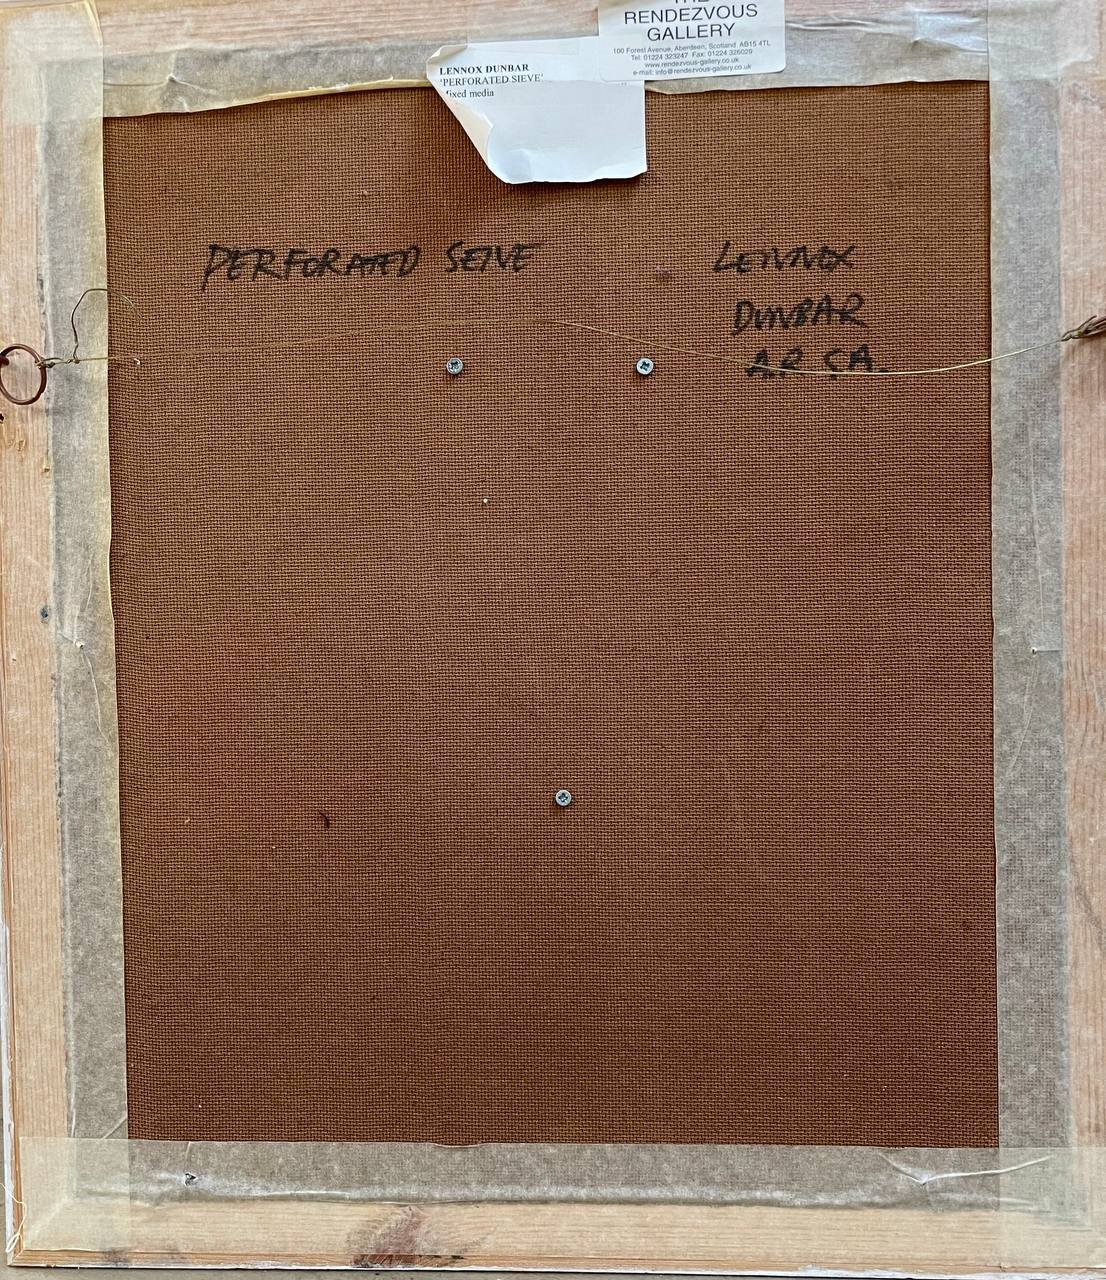 THE
RENDEZVOUS
GALLERY
100 Forest Avenue, Aberdeen, Scotland AB15 4TL
Tel: 01224 323247 Fax: 01224 326029
www.rendezvous-gallery.co.uk
e-mail: info@rendezvous-gallery.co.uk
LENNOX DUNBAR
'PERFORATED SIEVE'
Mixed media
PERFORATED SEIVE
LENNOX
DUNBAR
A.R.S.A.